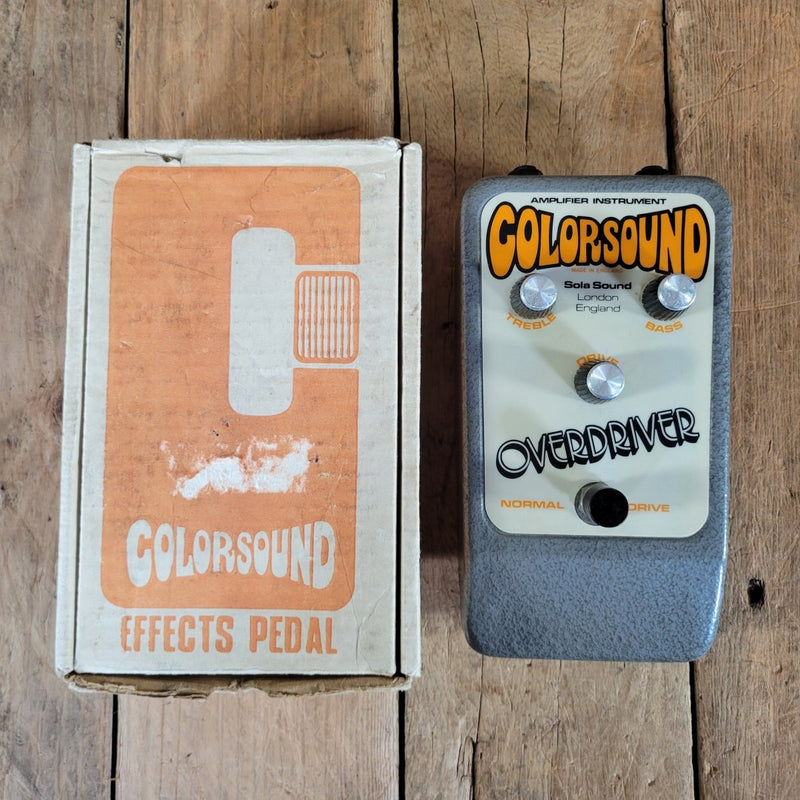 COLORSOUND
EFFECTS PEDAL
AMPLIFIER INSTRUMENT
COLORSOUND
MADE IN ENGLAND
Sola Sound
London
England
TREBLE
BASS
DRIVE
OVERDRIVER
NORMAL DRIVE